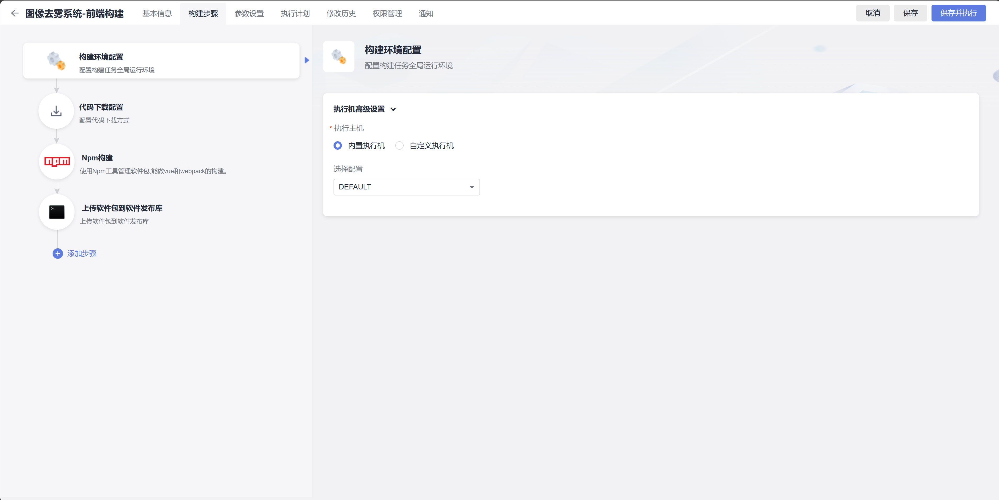 图像去雾系统-前端构建 基本信息 构建步骤 参数设置 执行计划 修改历史 权限管理 通知 取消 保存 保存并执行
构建环境配置
配置构建任务全局运行环境
代码下载配置
配置代码下载方式
npm
Npm构建
使用Npm工具管理软件包,能做vue和webpack的构建。
>_
上传软件包到软件发布库
上传软件包到软件发布库
添加步骤
构建环境配置
配置构建任务全局运行环境
执行机高级设置
* 执行主机
内置执行机 自定义执行机
选择配置
DEFAULT